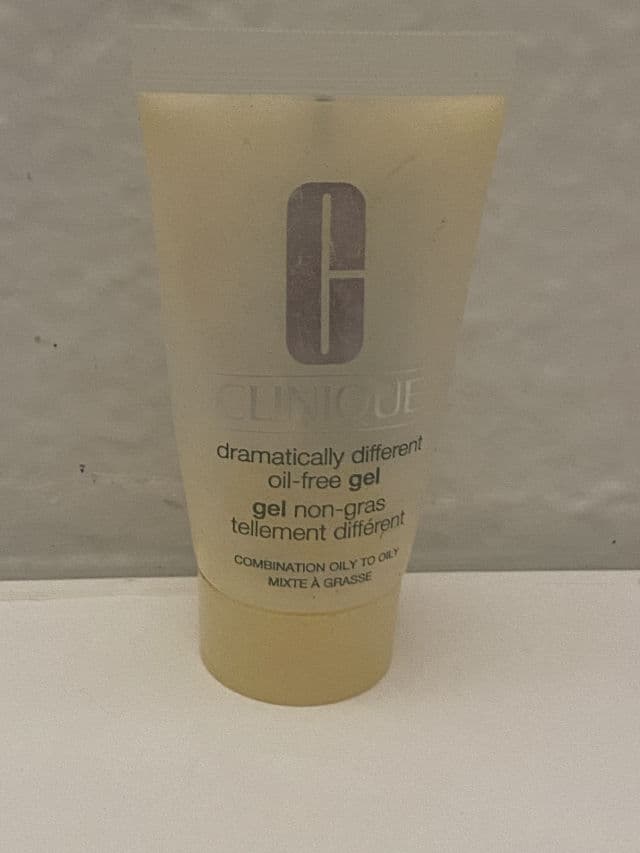 C
CLINIQUE
dramatically different
oil-free gel
gel non-gras
tellement différent
COMBINATION OILY TO OILY
MIXTE À GRASSE